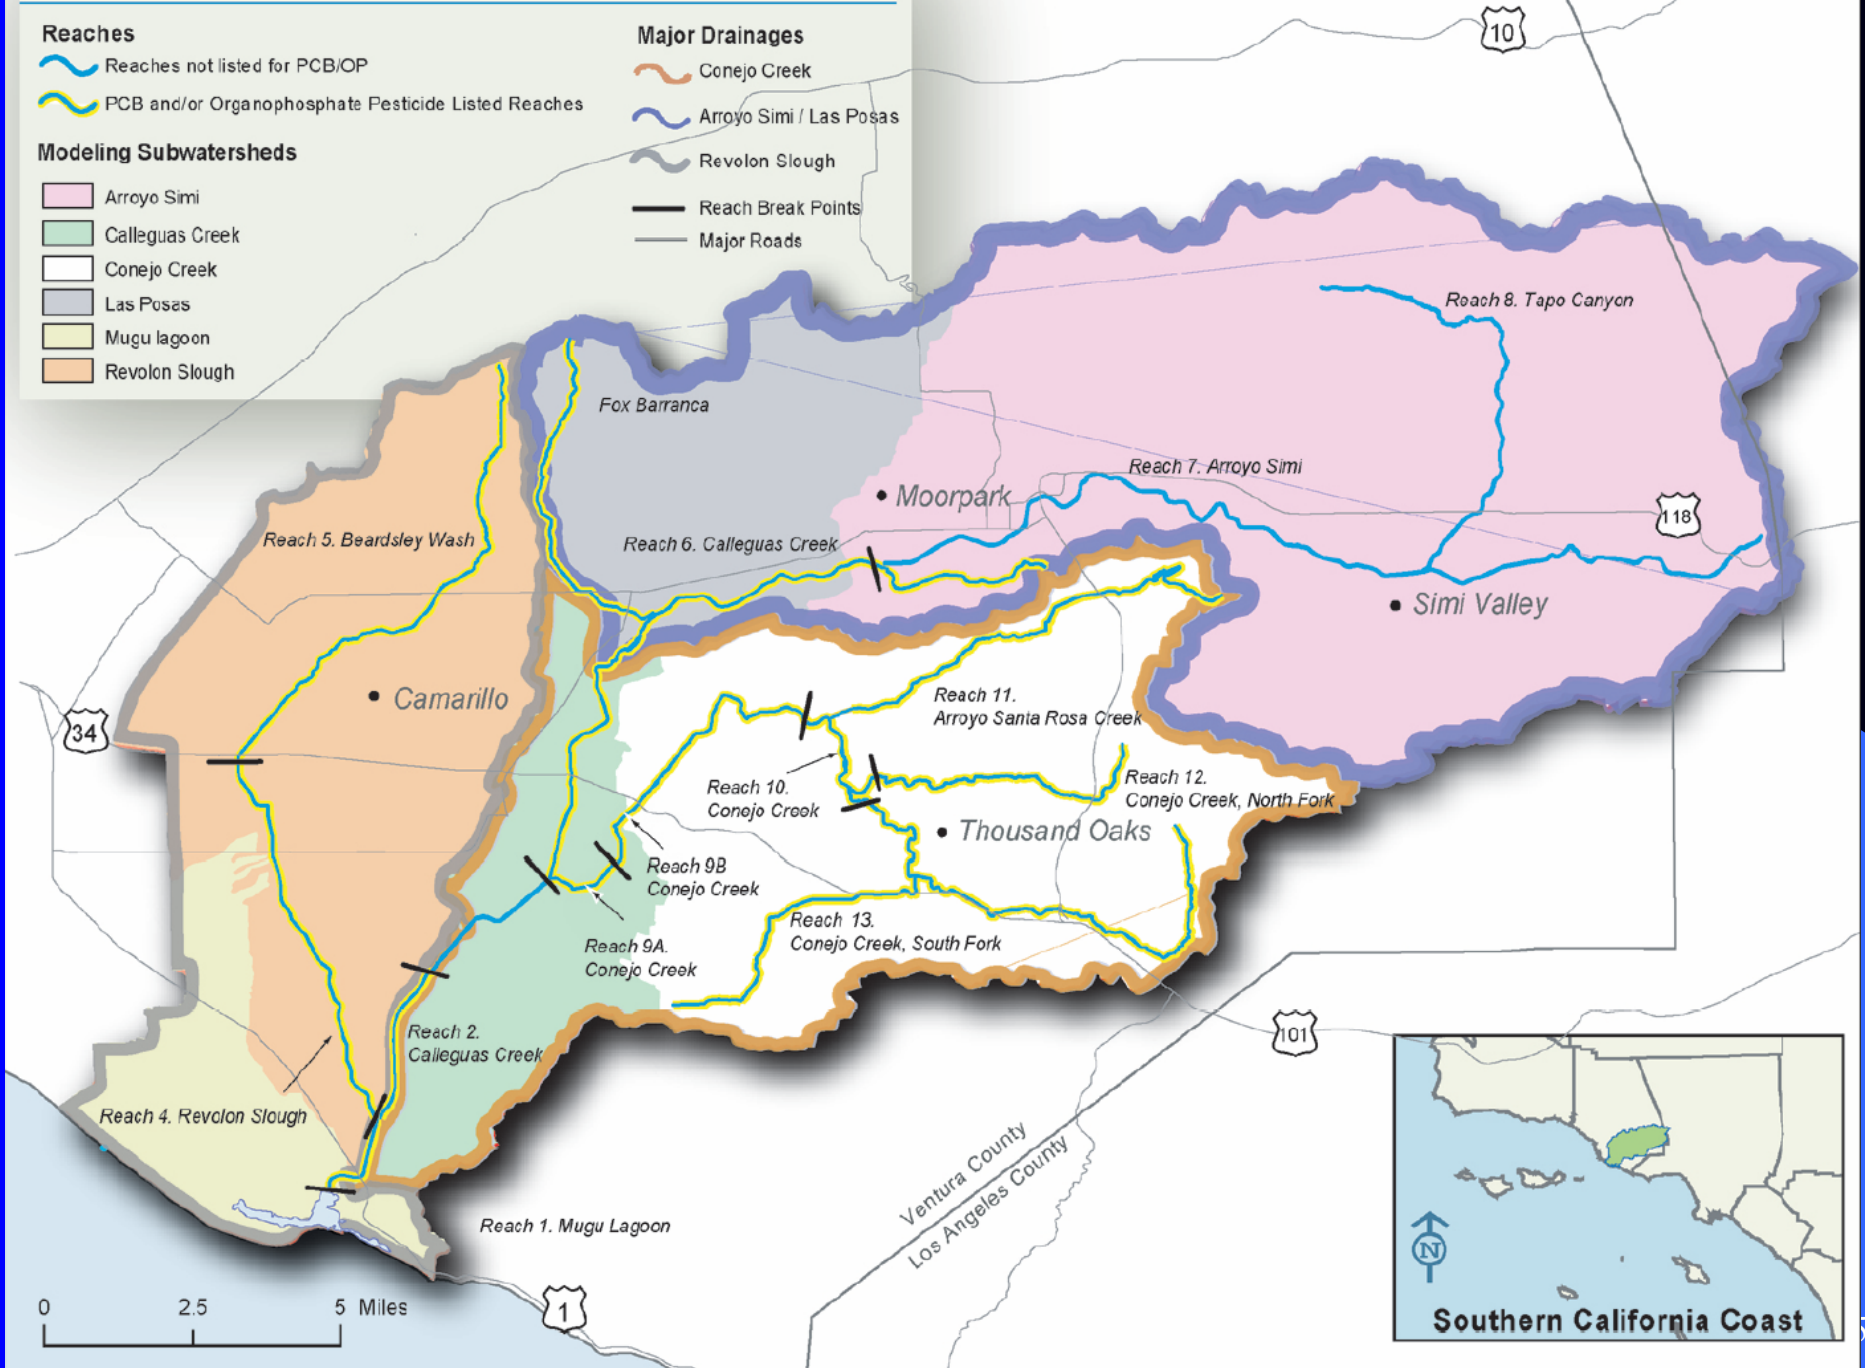 Reaches
Reaches not listed for PCB/OP
PCB and/or Organophosphate Pesticide Listed Reaches
Modeling Subwatersheds
Arroyo Simi
Calleguas Creek
Conejo Creek
Las Posas
Mugu lagoon
Revolon Slough
Major Drainages
Conejo Creek
Arroyo Simi / Las Posas
Revolon Slough
Reach Break Points
Major Roads
10
Reach 8. Tapo Canyon
Fox Barranca
Reach 7. Arroyo Simi
Moorpark
118
Reach 5. Beardsley Wash
Reach 6. Calleguas Creek
Simi Valley
Camarillo
34
Reach 11.
Arroyo Santa Rosa Creek
Reach 10.
Conejo Creek
Reach 12.
Conejo Creek, North Fork
Thousand Oaks
Reach 9B
Conejo Creek
Reach 13.
Conejo Creek, South Fork
Reach 9A.
Conejo Creek
Reach 2.
Calleguas Creek
101
Reach 4. Revolon Slough
Ventura County
Los Angeles County
Reach 1. Mugu Lagoon
1
0 2.5 5 Miles
N
Southern California Coast